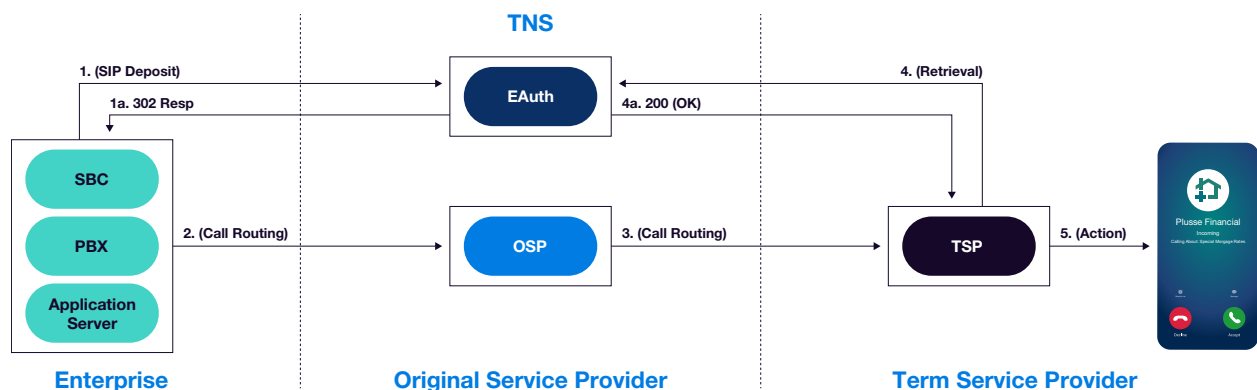 TNS
1. (SIP Deposit)
4. (Retrieval)
EAuth
1a. 302 Resp
4a. 200 (OK)
SBC
PBX
Application
Server
2. (Call Routing)
OSP
3. (Call Routing)
TSP
5. (Action)
Plusse Financial
Incoming
Calling About: Special Morgage Rates
Decline
Accept
Enterprise
Original Service Provider
Term Service Provider